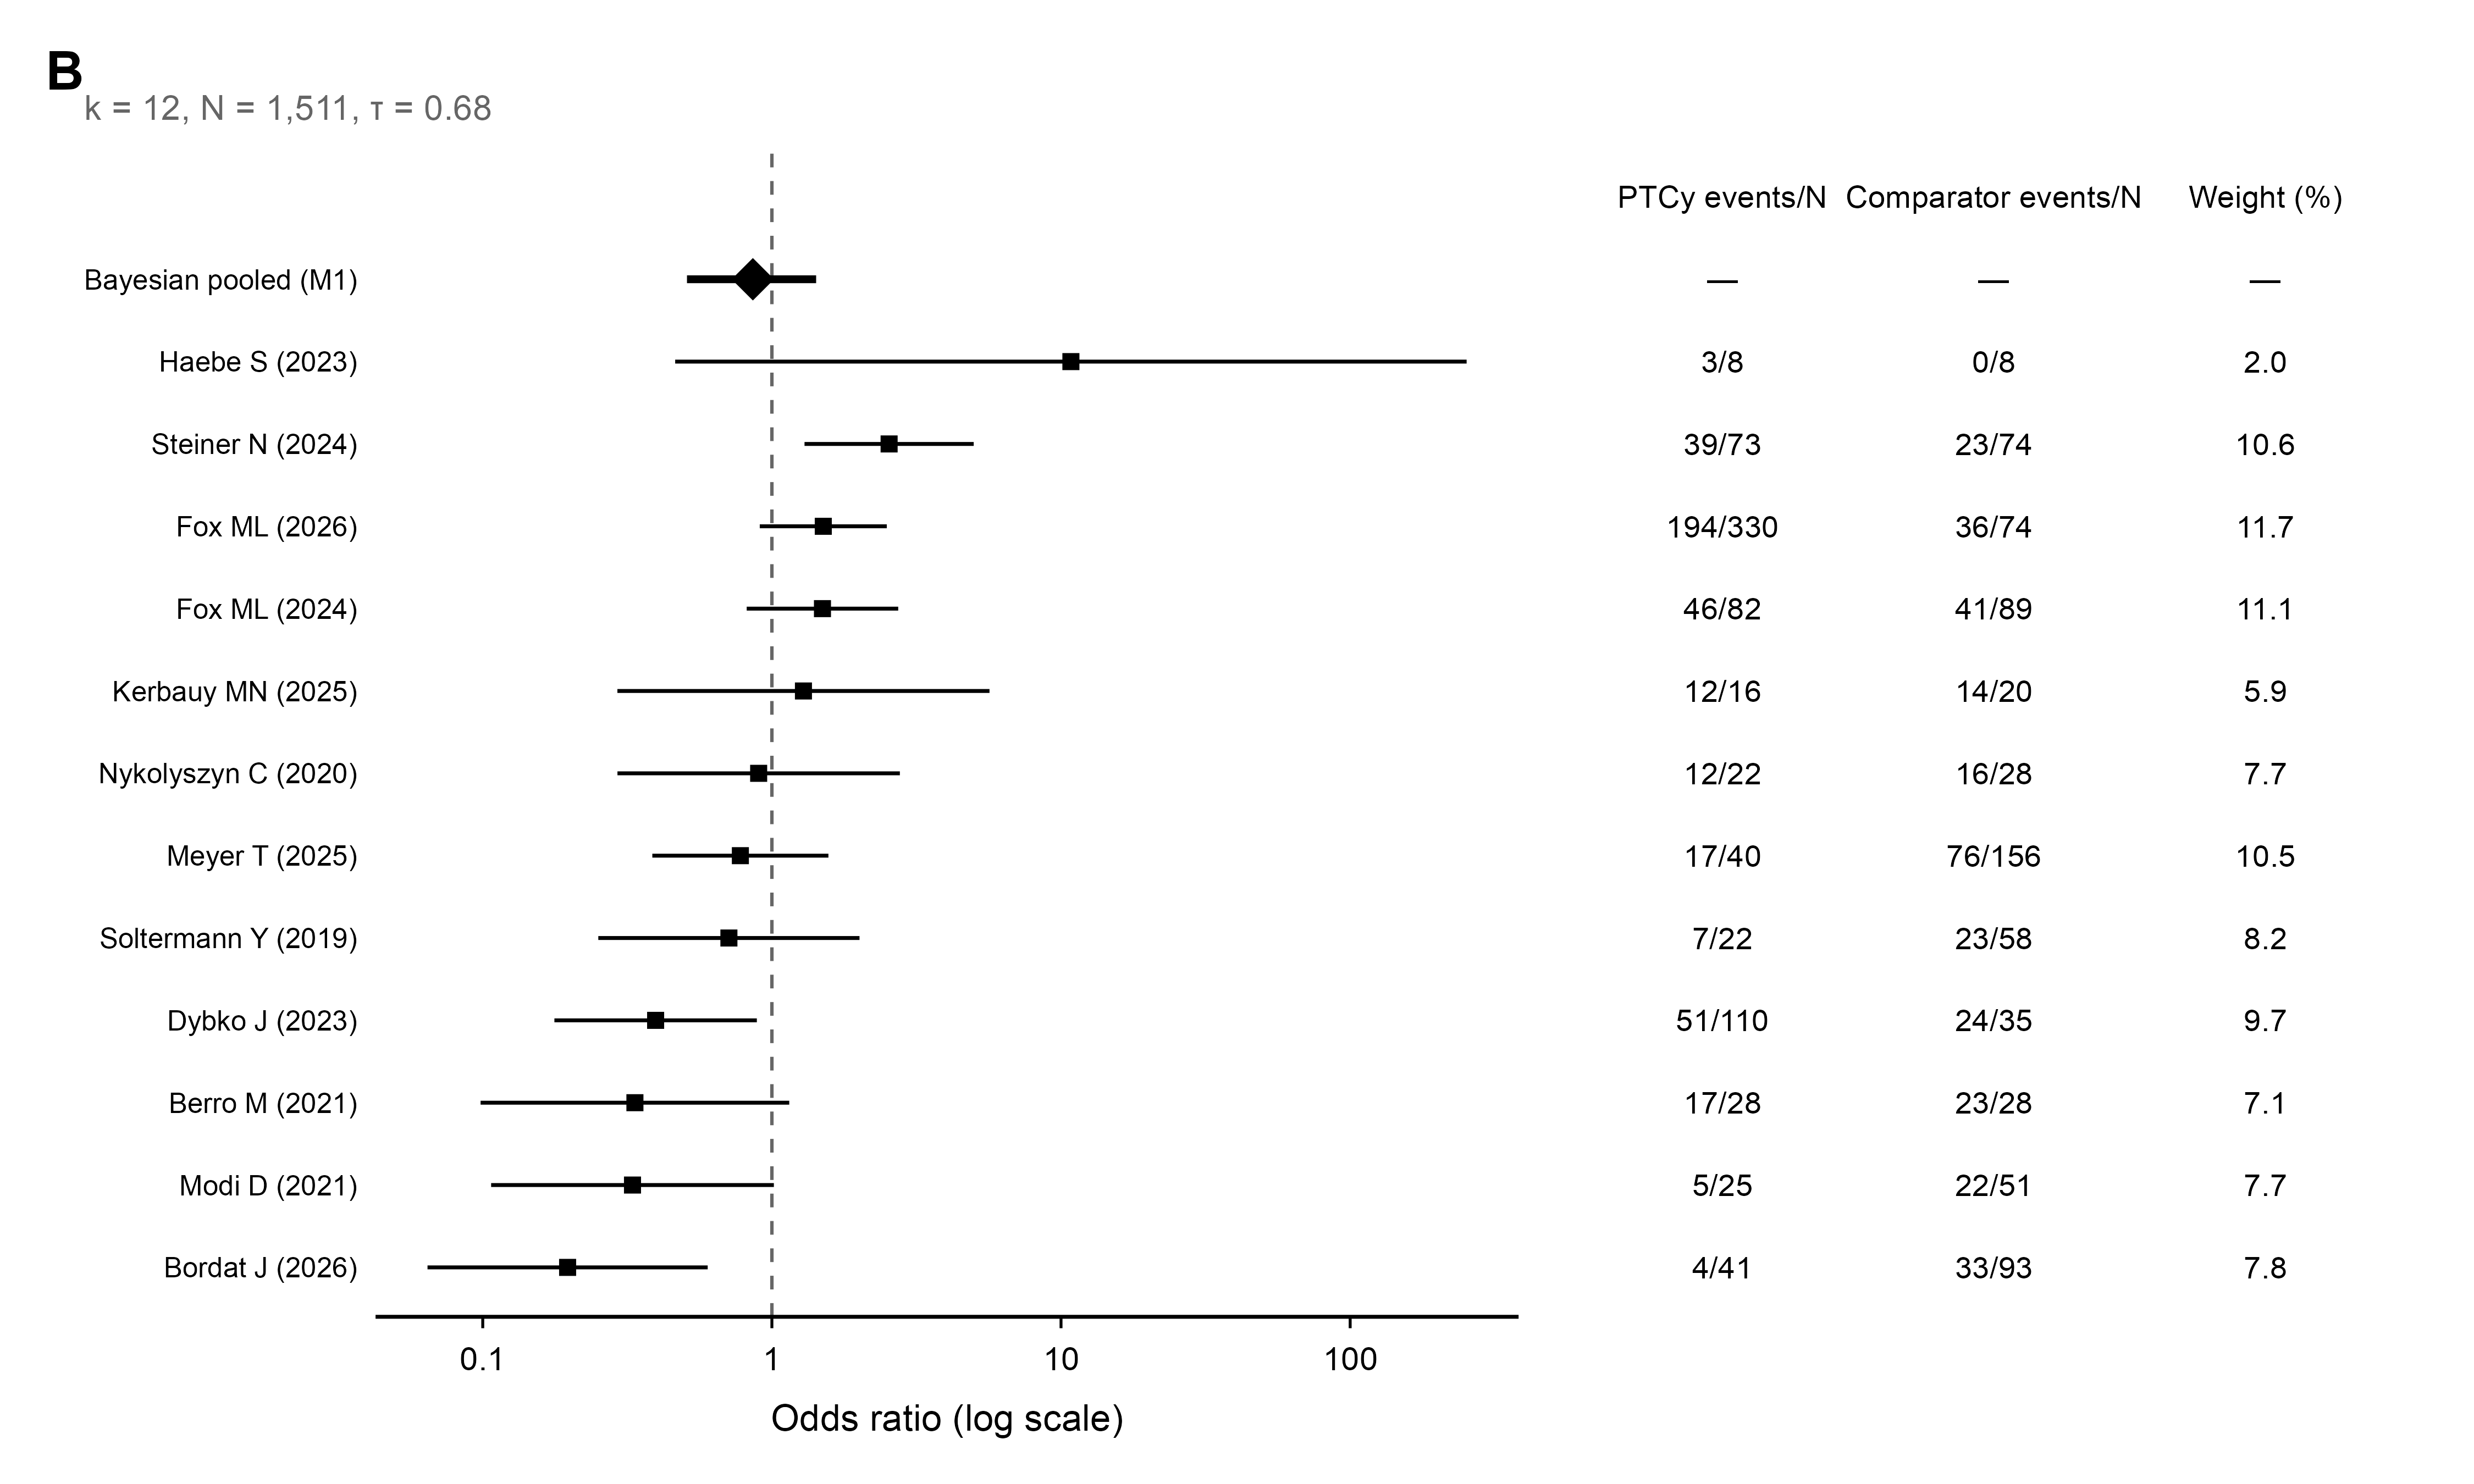 B
k = 12, N = 1,511, τ = 0.68
PTCy events/N Comparator events/N Weight (%)
Bayesian pooled (M1) — — —
Haebe S (2023) 3/8 0/8 2.0
Steiner N (2024) 39/73 23/74 10.6
Fox ML (2026) 194/330 36/74 11.7
Fox ML (2024) 46/82 41/89 11.1
Kerbauy MN (2025) 12/16 14/20 5.9
Nykolyszyn C (2020) 12/22 16/28 7.7
Meyer T (2025) 17/40 76/156 10.5
Soltermann Y (2019) 7/22 23/58 8.2
Dybko J (2023) 51/110 24/35 9.7
Berro M (2021) 17/28 23/28 7.1
Modi D (2021) 5/25 22/51 7.7
Bordat J (2026) 4/41 33/93 7.8
0.1 1 10 100
Odds ratio (log scale)